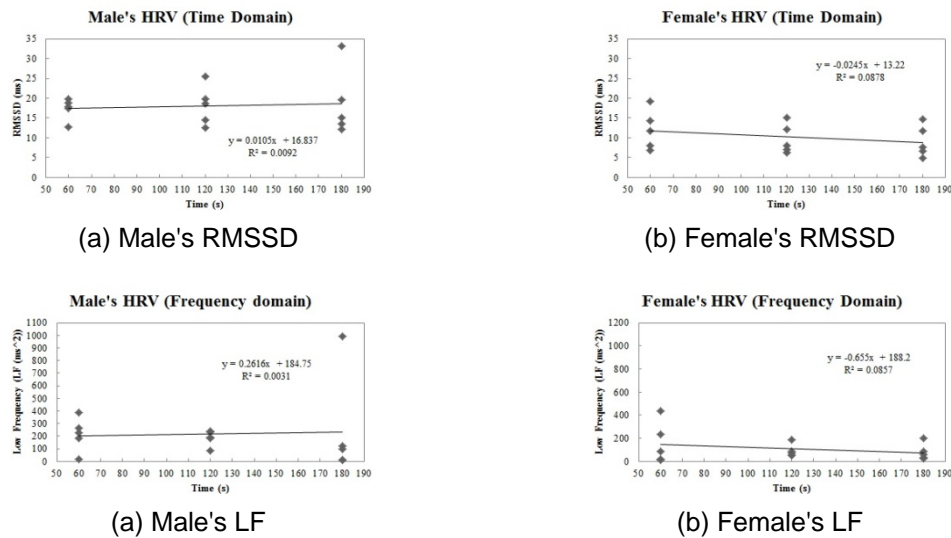 Male's HRV (Time Domain)
35
30
25
20
15
10
5
0
RMSSD (ms)
y = 0.0105x + 16.837
R² = 0.0092
50 60 70 80 90 100 110 120 130 140 150 160 170 180 190
Time (s)
(a) Male's RMSSD
Female's HRV (Time Domain)
35
30
25
20
15
10
5
0
RMSSD (ms)
y = -0.0245x + 13.22
R² = 0.0878
50 60 70 80 90 100 110 120 130 140 150 160 170 180 190
Time (s)
(b) Female's RMSSD
Male's HRV (Frequency domain)
1100
1000
900
800
700
600
500
400
300
200
100
0
Low Frequency (LF (ms^2))
y = 0.2616x + 184.75
R² = 0.0031
50 60 70 80 90 100 110 120 130 140 150 160 170 180 190
Time (s)
(a) Male's LF
Female's HRV (Frequency Domain)
1200
1000
800
600
400
200
0
Low Frequency (LF (ms^2))
y = -0.655x + 188.2
R² = 0.0857
50 60 70 80 90 100 110 120 130 140 150 160 170 180 190
Time (s)
(b) Female's LF